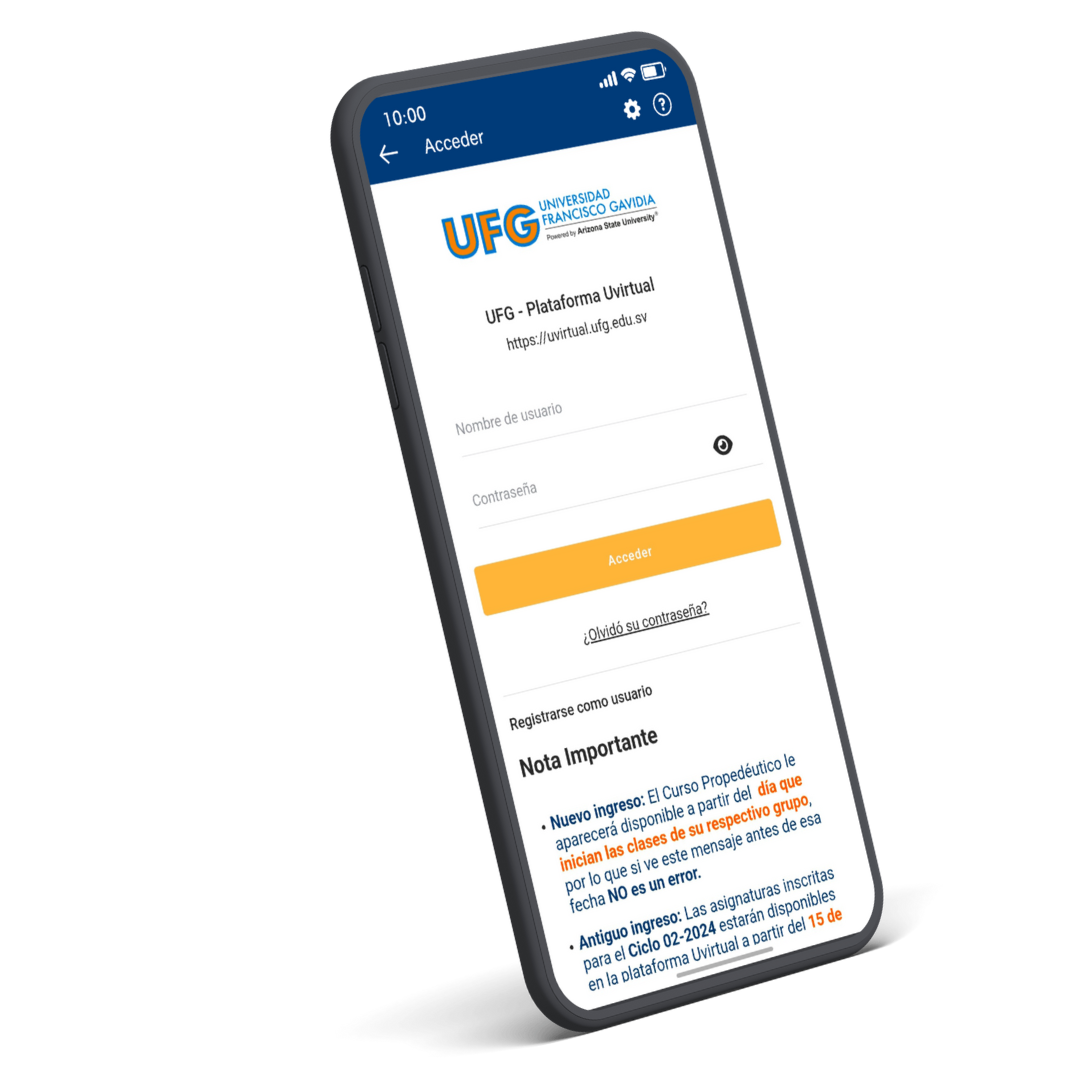 10:00
Acceder
UFG UNIVERSIDAD
FRANCISCO GAVIDIA
Powered by Arizona State University®
UFG - Plataforma Uvirtual
https://uvirtual.ufg.edu.sv
Nombre de usuario
Contraseña
Acceder
¿Olvidó su contraseña?
Registrarse como usuario
Nota Importante
• Nuevo ingreso: El Curso Propedéutico le
aparecerá disponible a partir del día que
inician las clases de su respectivo grupo,
por lo que si ve este mensaje antes de esa
fecha NO es un error.
• Antiguo ingreso: Las asignaturas inscritas
para el Ciclo 02-2024 estarán disponibles
en la plataforma Uvirtual a partir del 15 de